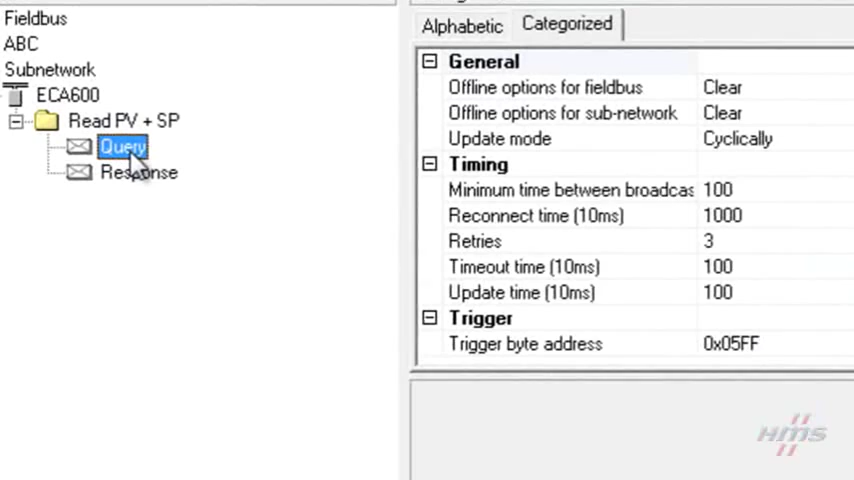 Fieldbus
ABC
Subnetwork
ECA600
Read PV + SP
Query
Response
Alphabetic
Categorized
General
Offline options for fieldbus Clear
Offline options for sub-network Clear
Update mode Cyclically
Timing
Minimum time between broadcas 100
Reconnect time (10ms) 1000
Retries 3
Timeout time (10ms) 100
Update time (10ms) 100
Trigger
Trigger byte address 0x05FF
HMS